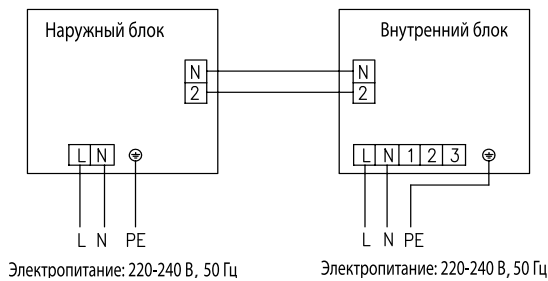 Наружный блок
Внутренний блок
N
2
N
2
L N
L N 1 2 3
L N PE
L N PE
Электропитание: 220-240 В, 50 Гц
Электропитание: 220-240 В, 50 Гц